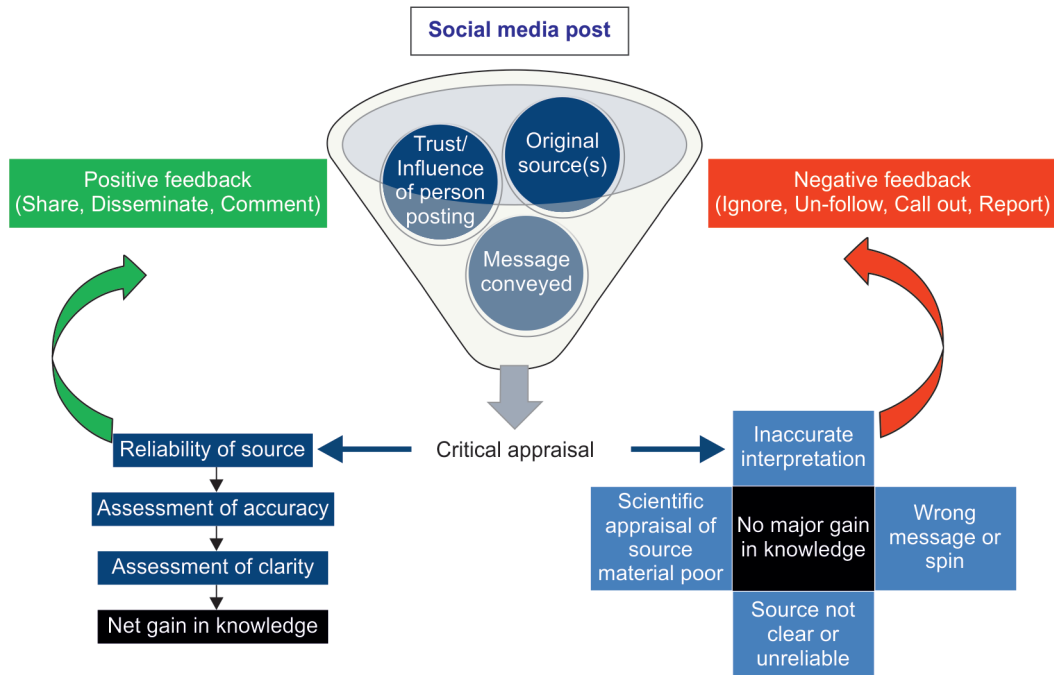 Social media post
Trust/
Influence
of person
posting
Original
source(s)
Message
conveyed
Positive feedback
(Share, Disseminate, Comment)
Negative feedback
(Ignore, Un-follow, Call out, Report)
Critical appraisal
Reliability of source
Assessment of accuracy
Assessment of clarity
Net gain in knowledge
Inaccurate
interpretation
Scientific
appraisal of
source
material poor
No major gain
in knowledge
Wrong
message or
spin
Source not
clear or
unreliable